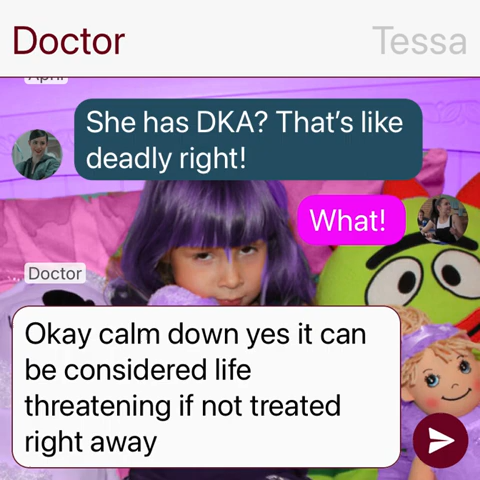 Doctor
Tessa
April
She has DKA? That's like
deadly right!
What!
Doctor
Okay calm down yes it can
be considered life
threatening if not treated
right away